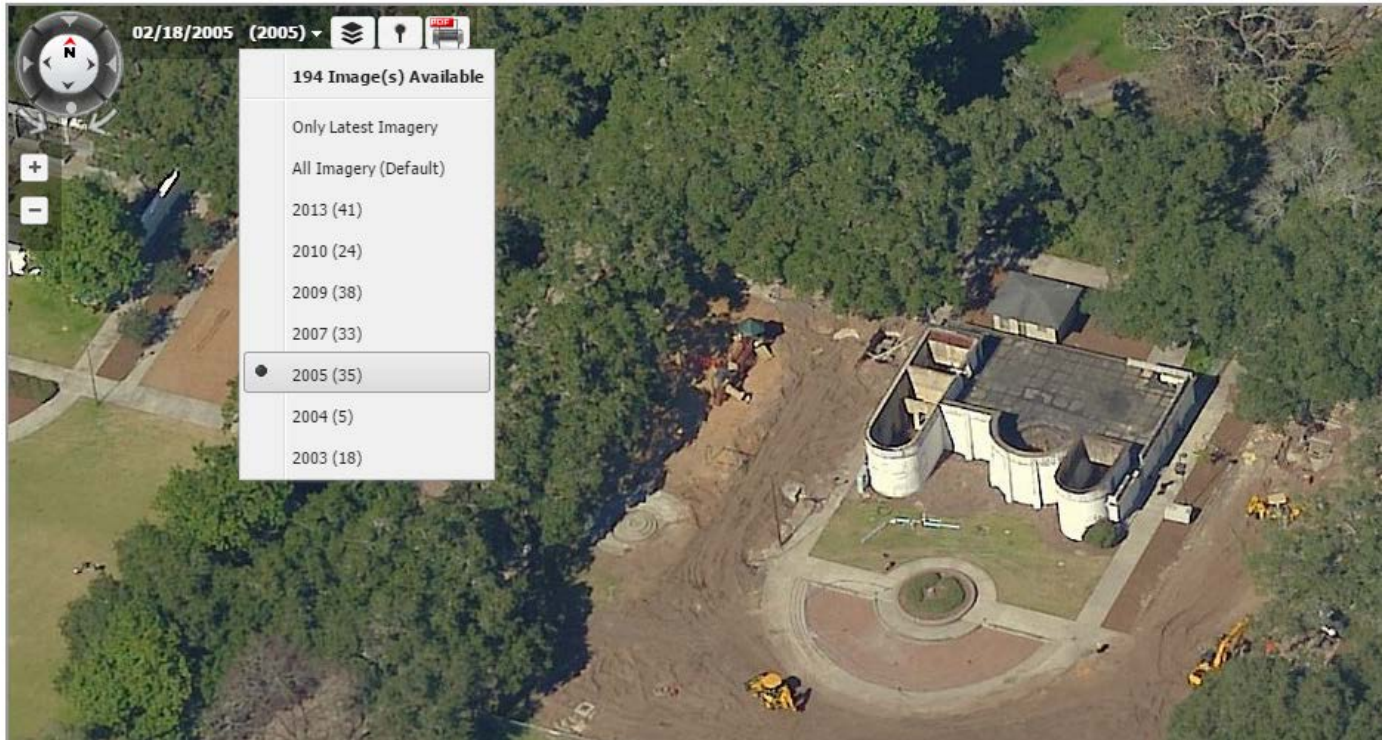 02/18/2005 (2005)
PDF
N
194 Image(s) Available
Only Latest Imagery
All Imagery (Default)
2013 (41)
2010 (24)
2009 (38)
2007 (33)
2005 (35)
2004 (5)
2003 (18)
+
−